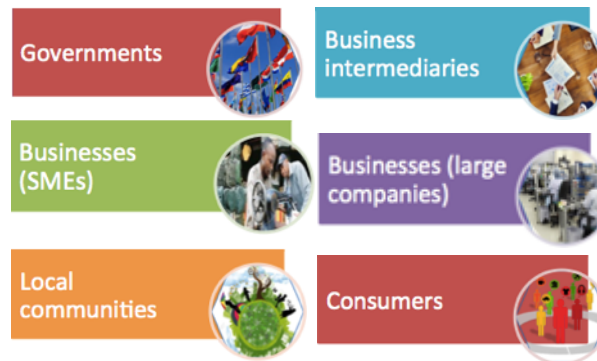 Governments
Business
intermediaries
Businesses
(SMEs)
Businesses (large
companies)
Local
communities
Consumers